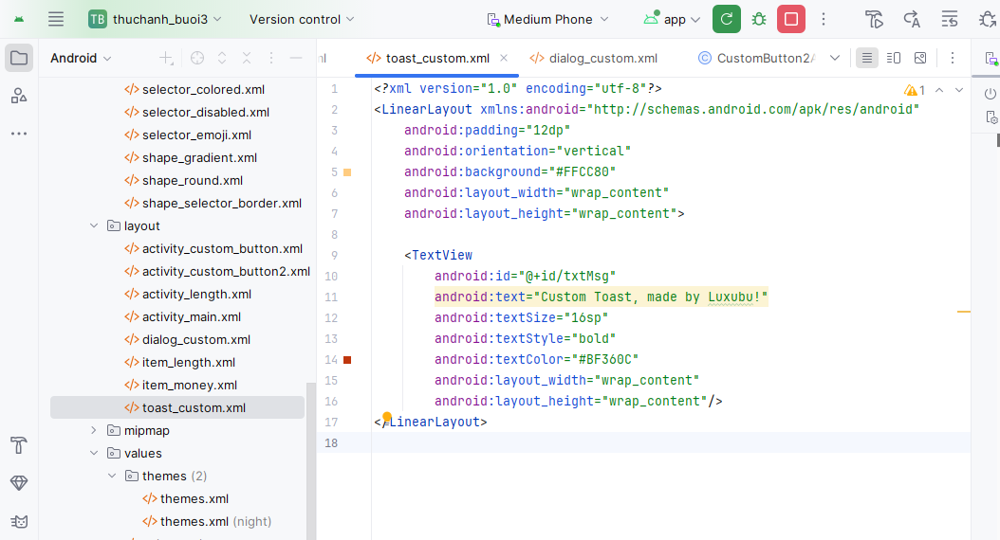 TB thuchanh_buoi3 Version control Medium Phone app
Android
ml toast_custom.xml dialog_custom.xml CustomButton2A
selector_colored.xml
selector_disabled.xml
selector_emoji.xml
shape_gradient.xml
shape_round.xml
shape_selector_border.xml
layout
activity_custom_button.xml
activity_custom_button2.xml
activity_length.xml
activity_main.xml
dialog_custom.xml
item_length.xml
item_money.xml
toast_custom.xml
mipmap
values
themes (2)
themes.xml
themes.xml (night)
1 <?xml version="1.0" encoding="utf-8"?>
2 <LinearLayout xmlns:android="http://schemas.android.com/apk/res/android"
3 android:padding="12dp"
4 android:orientation="vertical"
5 android:background="#FFCC80"
6 android:layout_width="wrap_content"
7 android:layout_height="wrap_content">
8
9 <TextView
10 android:id="@+id/txtMsg"
11 android:text="Custom Toast, made by Luxubu!"
12 android:textSize="16sp"
13 android:textStyle="bold"
14 android:textColor="#BF360C"
15 android:layout_width="wrap_content"
16 android:layout_height="wrap_content"/>
17 </LinearLayout>
18
1